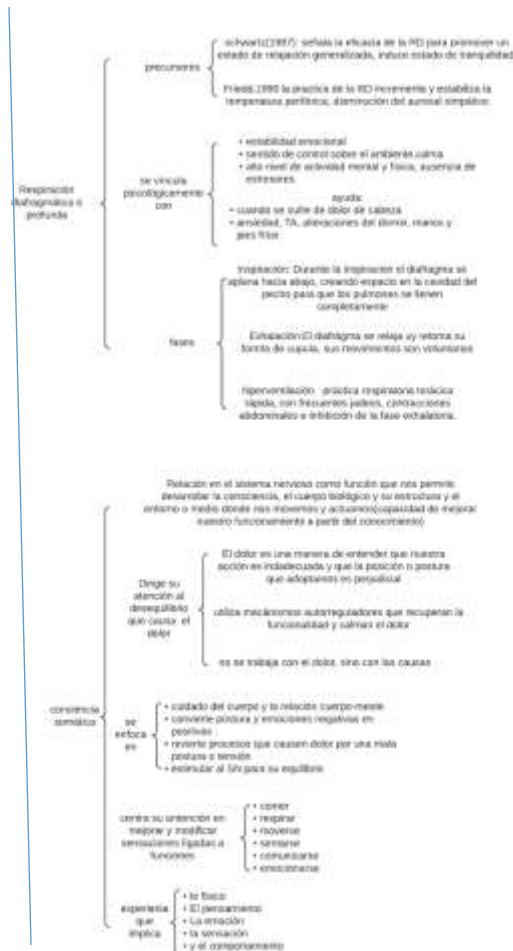 schwartz(1987): señala la eficacia de la RD para promover un
estado de relajación generalizada, induce estado de tranquilidad
precursores
Fried(1990 la practica de la RD incrementa y estabiliza la
temperatura periférica, disminución del aurosal simpático
• estabilidad emocional
• sentido de control sobre el ambiente,calma
• alto nivel de actividad mental y física, ausencia de
estresores
se vincula
psicológicamente
con
ayuda:
• cuando se sufre de dolor de cabeza
• ansiedad, TA, alteraciones del dormir, manos y
pies fríos
Respiración
diafragmática o
profunda
Inspiración: Durante la inspiracion el diafragma se
aplana hacia abajo, creando espacio en la cavidad del
pecho para que los pulmones se llenen
completamente
fases
Exhalación:El diafrágma se relaja uy retoma su
forma de cupula, sus movimientos son voluntarios
hiperventilación: práctica respiratoria torácica
rápida, con frecuentes jadeos, contracciones
abdominales e inhibición de la fase exhalatoria.
Relación en el sistema nervioso como función que nos permite
desarrollar la consciencia, el cuerpo biológico y su estructura y el
entorno o medio donde nos movemos y actuamos(capacidad de mejorar
nuestro funcionamiento a partir del conocimiento)
Dirige su
atención al
desequilibrio
que causa el
dolor
El dolor es una manera de entender que nuestra
acción es indadecuada y que la posición o postura
que adoptamos es perjudicial
utiliza mecánismos autorreguladores que recuperan la
funcionalidad y calman el dolor
no se trabaja con el dolor, sino con las causas
conciencia
somática
se
enfoca
en
• cuidado del cuerpo y la relación cuerpo-mente
• convierte postura y emociones negativas en
positivas
• revierte procesos que causen dolor por una mala
postura o tensión
• estimular al SN para su equilibrio
centra su antención en
mejorar y modificar
sensaciones ligadas a
funciones
• comer
• respirar
• moverse
• sentarse
• comunicarse
• emocionarse
experiencia
que
implica
• lo físico
• El pensamiento
• La emoción
• la sensación
• y el comportamiento